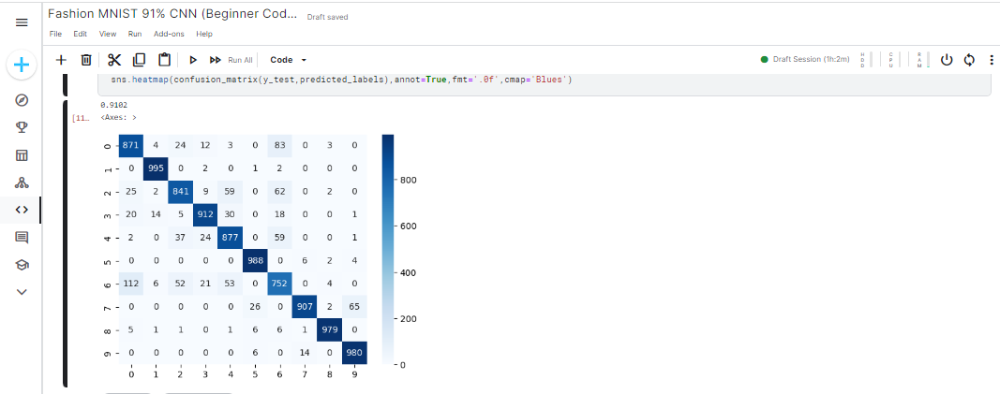 Fashion MNIST 91% CNN (Beginner Cod... Draft saved
File Edit View Run Add-ons Help
Run All Code Draft Session (1h:2m) HDD CPU RAM
sns.heatmap(confusion_matrix(y_test,predicted_labels),annot=True,fmt='.0f',cmap='Blues')
0.9102
[11... <Axes: >
0 871 4 24 12 3 0 83 0 3 0
1 0 995 0 2 0 1 2 0 0 0
800
2 25 2 841 9 59 0 62 0 2 0
3 20 14 5 912 30 0 18 0 0 1
600
4 2 0 37 24 877 0 59 0 0 1
5 0 0 0 0 0 988 0 6 2 4
400
6 112 6 52 21 53 0 752 0 4 0
7 0 0 0 0 0 26 0 907 2 65
200
8 5 1 1 0 1 6 6 1 979 0
9 0 0 0 0 0 6 0 14 0 980
0
0 1 2 3 4 5 6 7 8 9